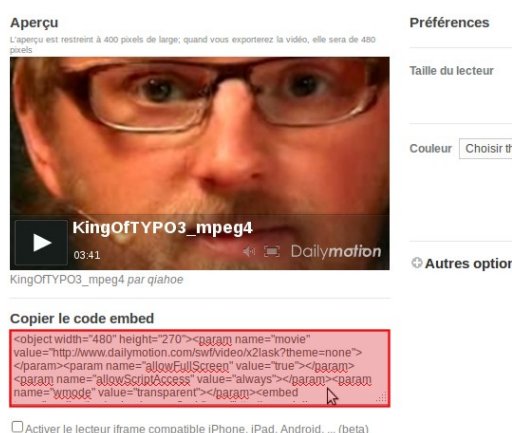 Aperçu
L'aperçu est restreint à 400 pixels de large; quand vous exporterez la vidéo, elle sera de 480
pixels
KingOfTYPO3_mpeg4
03:41
Dailymotion
KingOfTYPO3_mpeg4 par qiahoe
Copier le code embed
<object width="480" height="270"><param name="movie"
value="http://www.dailymotion.com/swf/video/x2lask?theme=none">
</param><param name="allowFullScreen" value="true"></param>
<param name="allowScriptAccess" value="always"></param><param
name="wmode" value="transparent"></param><embed
Activer le lecteur iframe compatible iPhone, iPad, Android, ... (beta)
Préférences
Taille du lecteur
Couleur Choisir th
Autres option